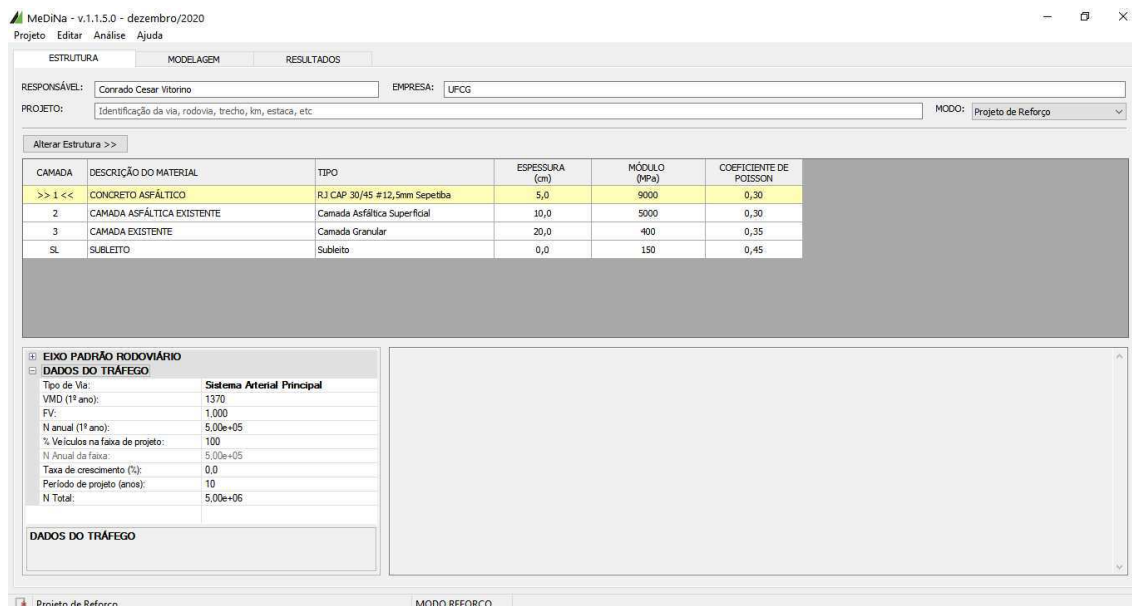 MeDiNa - v.1.1.5.0 - dezembro/2020
Projeto Editar Análise Ajuda
ESTRUTURA MODELAGEM RESULTADOS
RESPONSÁVEL: Conrado Cesar Vitorino EMPRESA: UFCG
PROJETO: Identificação da via, rodovia, trecho, km, estaca, etc MODO: Projeto de Reforço
Alterar Estrutura >>
CAMADA DESCRIÇÃO DO MATERIAL TIPO ESPESSURA (cm) MÓDULO (MPa) COEFICIENTE DE POISSON
>> 1 << CONCRETO ASFÁLTICO RJ CAP 30/45 #12,5mm Sepetiba 5,0 9000 0,30
2 CAMADA ASFÁLTICA EXISTENTE Camada Asfáltica Superficial 10,0 5000 0,30
3 CAMADA EXISTENTE Camada Granular 20,0 400 0,35
SL SUBLEITO Subleito 0,0 150 0,45
EIXO PADRÃO RODOVIÁRIO
DADOS DO TRÁFEGO
Tipo de Via: Sistema Arterial Principal
VMD (1º ano): 1370
FV: 1,000
N anual (1º ano): 5,00e+05
% Veículos na faixa de projeto: 100
N Anual da faixa: 5,00e+05
Taxa de crescimento (%): 0,0
Período de projeto (anos): 10
N Total: 5,00e+06
DADOS DO TRÁFEGO
Projeto de Reforço MODO REFORÇO